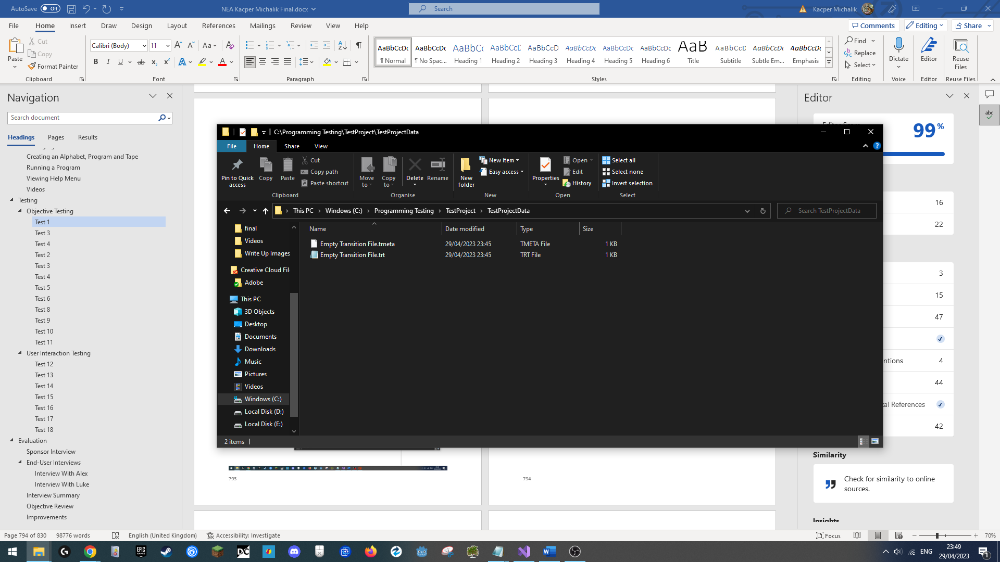 AutoSave Off
NEA Kacper Michalik Final.docx
Search
Kacper Michalik
File Home Insert Draw Design Layout References Mailings Review View Help
Comments Editing Share
Paste
Cut
Copy
Format Painter
Clipboard
Calibri (Body) 11
Font
Paragraph
AaBbCcDc AaBbCcDc AaBbCc AaBbCcD AaBbCcD AaBbCcDc AaBbCcDc AaBbCcDc AaB AaBbCcD AaBbCcDc AaBbCcDc
¶ Normal ¶ No Spac... Heading 1 Heading 2 Heading 3 Heading 4 Heading 5 Heading 6 Title Subtitle Subtle Em... Emphasis
Styles
Find
Replace
Select
Editing
Dictate
Voice
Editor
Editor
Reuse
Files
Reuse Files
Navigation
Search document
Headings Pages Results
Creating an Alphabet, Program and Tape
Running a Program
Viewing Help Menu
Videos
Testing
Objective Testing
Test 1
Test 3
Test 4
Test 2
Test 3
Test 4
Test 5
Test 6
Test 8
Test 9
Test 10
Test 11
User Interaction Testing
Test 12
Test 13
Test 14
Test 15
Test 16
Test 17
Test 18
Evaluation
Sponsor Interview
End-User Interviews
Interview With Alex
Interview With Luke
Interview Summary
Objective Review
Improvements
C:\Programming Testing\TestProject\TestProjectData
File Home Share View
Pin to Quick
access
Copy
Paste
Cut
Copy path
Paste shortcut
Clipboard
Move
to
Copy
to
Delete
Rename
Organise
New
folder
New item
Easy access
New
Properties
Open
Edit
History
Open
Select all
Select none
Invert selection
Select
This PC
Windows (C:)
Programming Testing
TestProject
TestProjectData
Search TestProjectData
final
Videos
Write Up Images
Creative Cloud Fil
Adobe
This PC
3D Objects
Desktop
Documents
Downloads
Music
Pictures
Videos
Windows (C:)
Local Disk (D:)
Local Disk (E:)
Name Date modified Type Size
Empty Transition File.tmeta 29/04/2023 23:45 TMETA File 1 KB
Empty Transition File.trt 29/04/2023 23:45 TRT File 1 KB
2 items
793
794
Editor
99%
16
22
3
15
47
ntions 4
44
cal References
42
Similarity
Check for similarity to online
sources.
Insights
abc
Page 794 of 830 98776 words English (United Kingdom) Accessibility: Investigate
Focus
70%
EPIC
GAMES
DC
ENG
23:49
29/04/2023
1